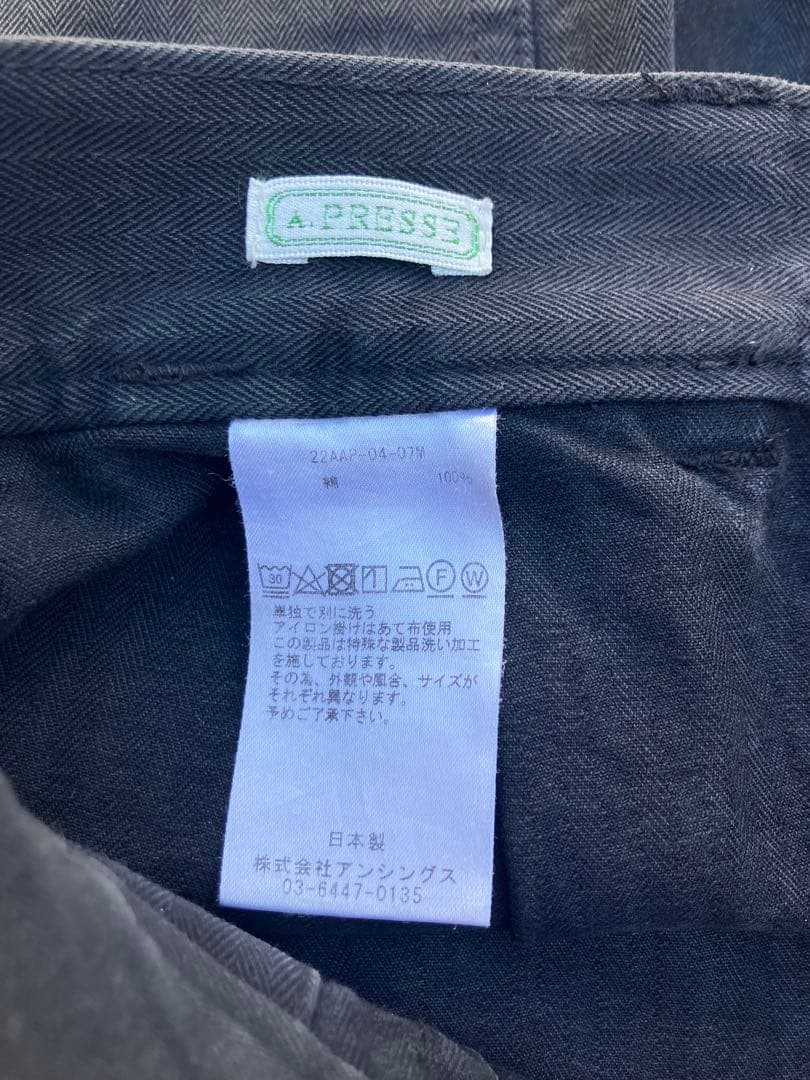 A.PRESSE
22AAP-04-07M
綿 100%
30 F W
単独で別に洗う
アイロン掛けはあて布使用
この製品は特殊な製品洗い加工
を施しております。
その為、外観や風合、サイズが
それぞれ異なります。
予めご了承下さい。
日本製
株式会社アンシングス
03-6447-0135